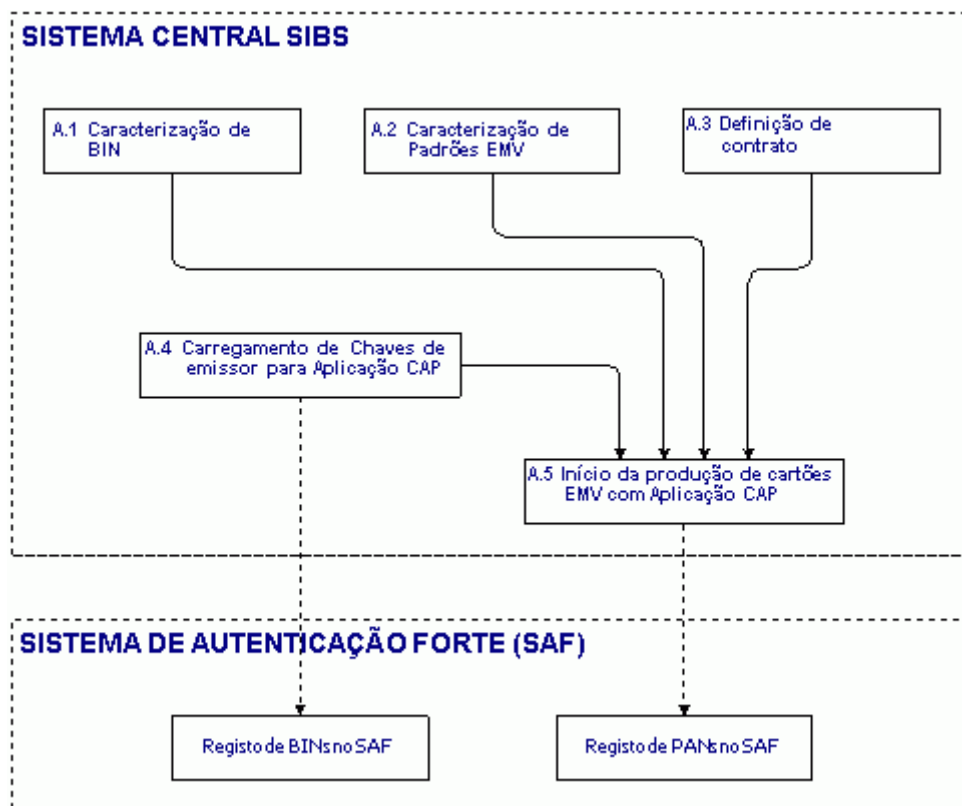 SISTEMA CENTRAL SIBS
A.1 Caracterização de
BIN
A.2 Caracterização de
Padrões EMV
A.3 Definição de
contrato
A.4 Carregamento de Chaves de
emissor para Aplicação CAP
A.5 Início da produção de cartões
EMV com Aplicação CAP
SISTEMA DE AUTENTICAÇÃO FORTE (SAF)
Registo de BINs no SAF
Registo de PANs no SAF